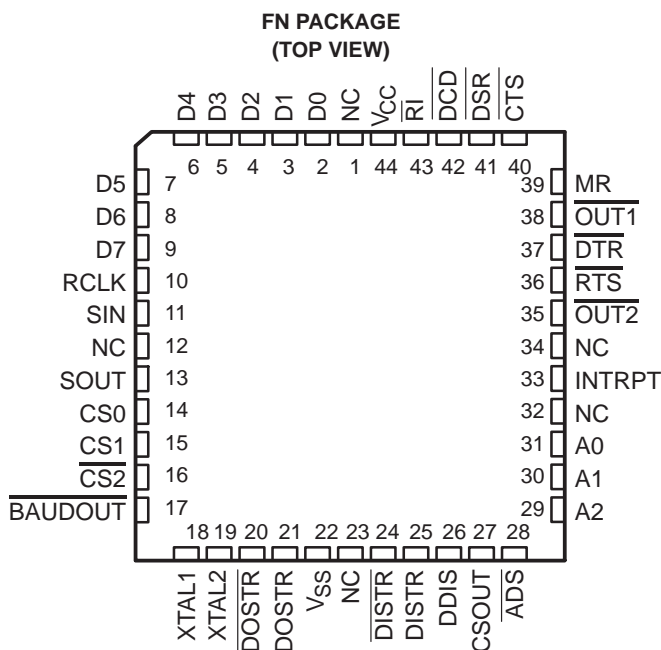 FN PACKAGE
(TOP VIEW)
D4 D3 D2 D1 D0 NC VCC RI DCD DSR CTS
6 5 4 3 2 1 44 43 42 41 40
D5 7 39 MR
D6 8 38 OUT1
D7 9 37 DTR
RCLK 10 36 RTS
SIN 11 35 OUT2
NC 12 34 NC
SOUT 13 33 INTRPT
CS0 14 32 NC
CS1 15 31 A0
CS2 16 30 A1
BAUDOUT 17 29 A2
18 19 20 21 22 23 24 25 26 27 28
XTAL1 XTAL2 DOSTR DOSTR VSS NC DISTR DISTR DDIS CSOUT ADS